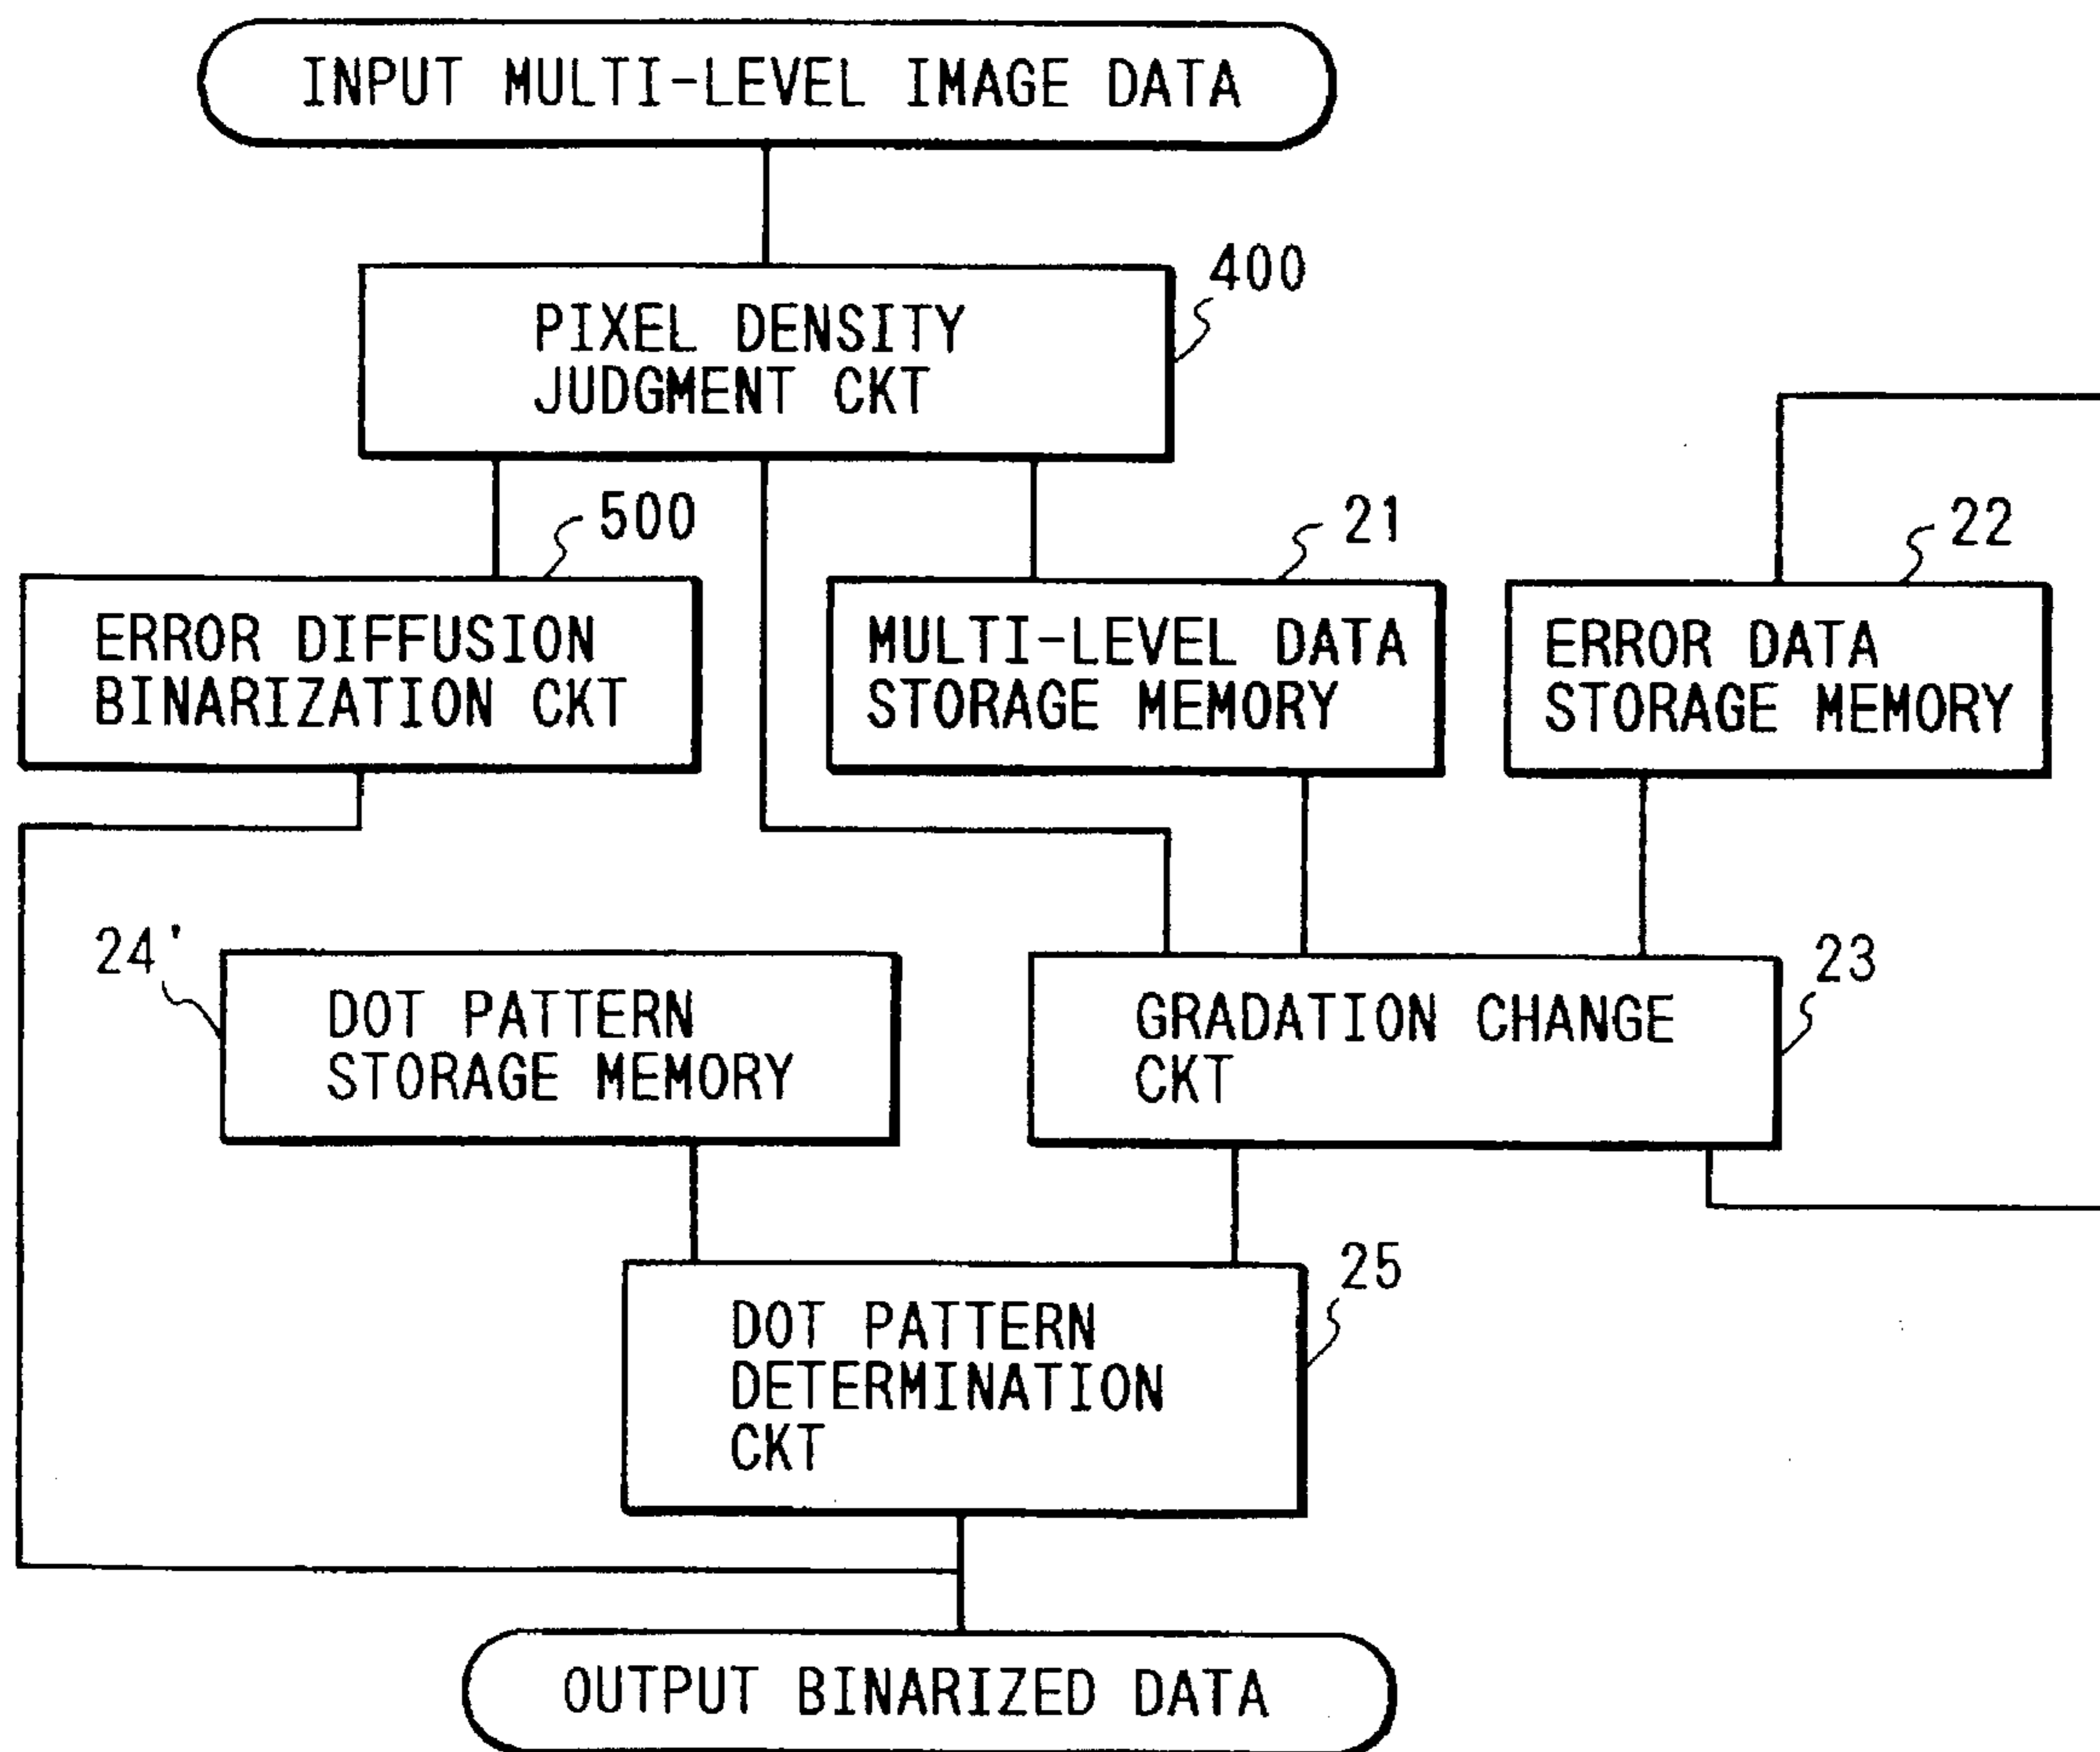 INPUT MULTI-LEVEL IMAGE DATA
400
PIXEL DENSITY
JUDGMENT CKT
500
21
22
ERROR DIFFUSION
BINARIZATION CKT
MULTI-LEVEL DATA
STORAGE MEMORY
ERROR DATA
STORAGE MEMORY
24'
23
DOT PATTERN
STORAGE MEMORY
GRADATION CHANGE
CKT
25
DOT PATTERN
DETERMINATION
CKT
OUTPUT BINARIZED DATA